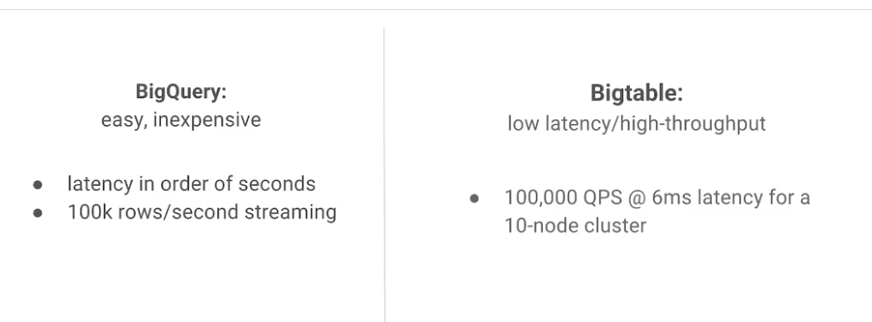 BigQuery:
easy, inexpensive
● latency in order of seconds
● 100k rows/second streaming
Bigtable:
low latency/high-throughput
● 100,000 QPS @ 6ms latency for a
10-node cluster